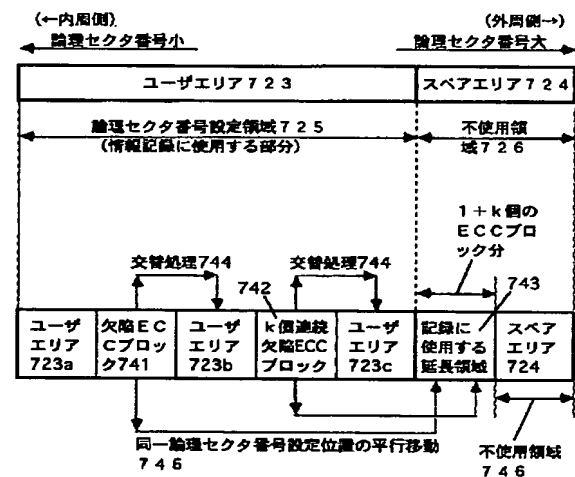 (←内周側)
論理セクタ番号小
(外周側→)
論理セクタ番号大
ユーザエリア723
スペアエリア724
論理セクタ番号設定領域725
(情報記録に使用する部分)
不使用領
域726
1+k個の
ECCブロ
ック分
交替処理744
742
交替処理744
743
ユーザ
エリア
723a
欠陥EC
Cブロッ
ク741
ユーザ
エリア
723b
k個連続
欠陥ECC
ブロック
ユーザ
エリア
723c
記録に
使用する
延長領域
スペア
エリア
724
同一論理セクタ番号設定位置の平行移動
746
不使用領域
746